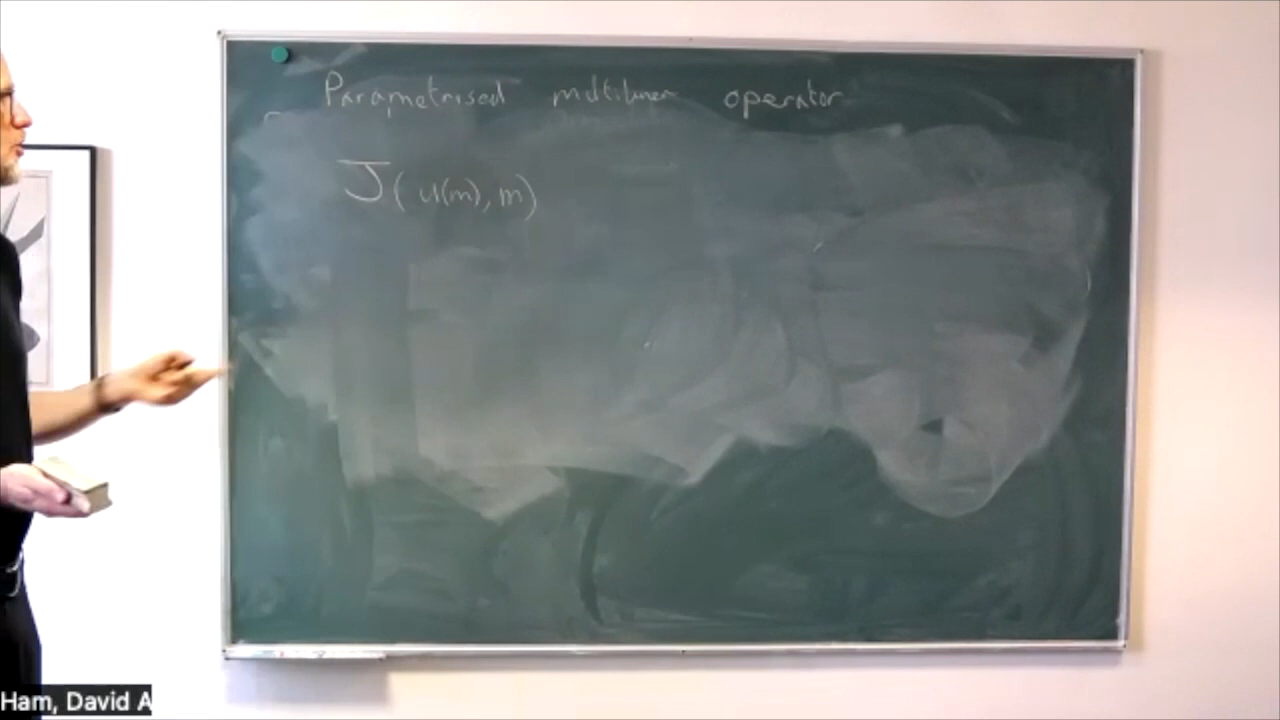 Parametrised multilinear operator
J(u(m), m)
Ham, David A